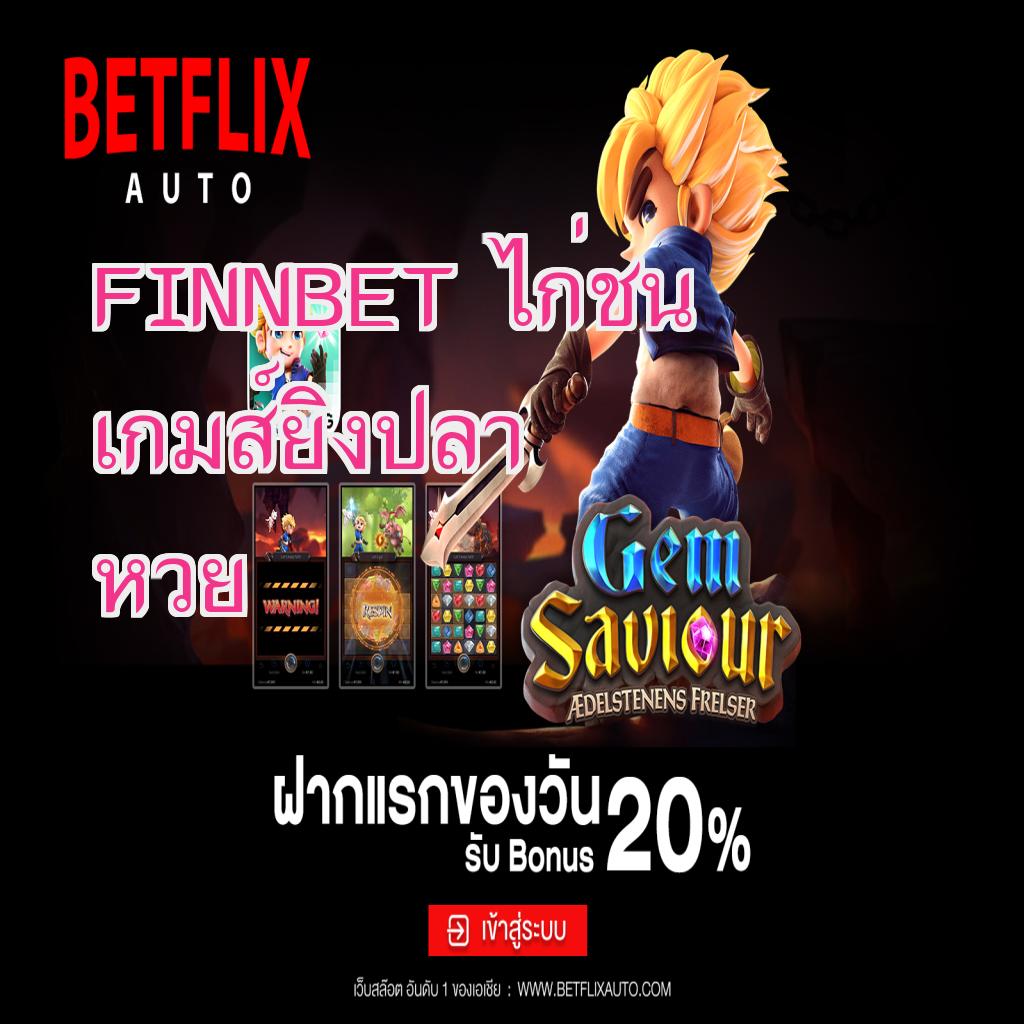 BETFLIX
AUTO
FINNBET ไก่ชน
เกมส์ยิงปลา
หวย
WARNING!
Gem
Saviour
ÆDELSTENENS FRELSER
ฝากแรกของวัน
รับ Bonus 20%
เข้าสู่ระบบ
เว็บสล๊อต อันดับ 1 ของเอเชีย : WWW.BETFLIXAUTO.COM